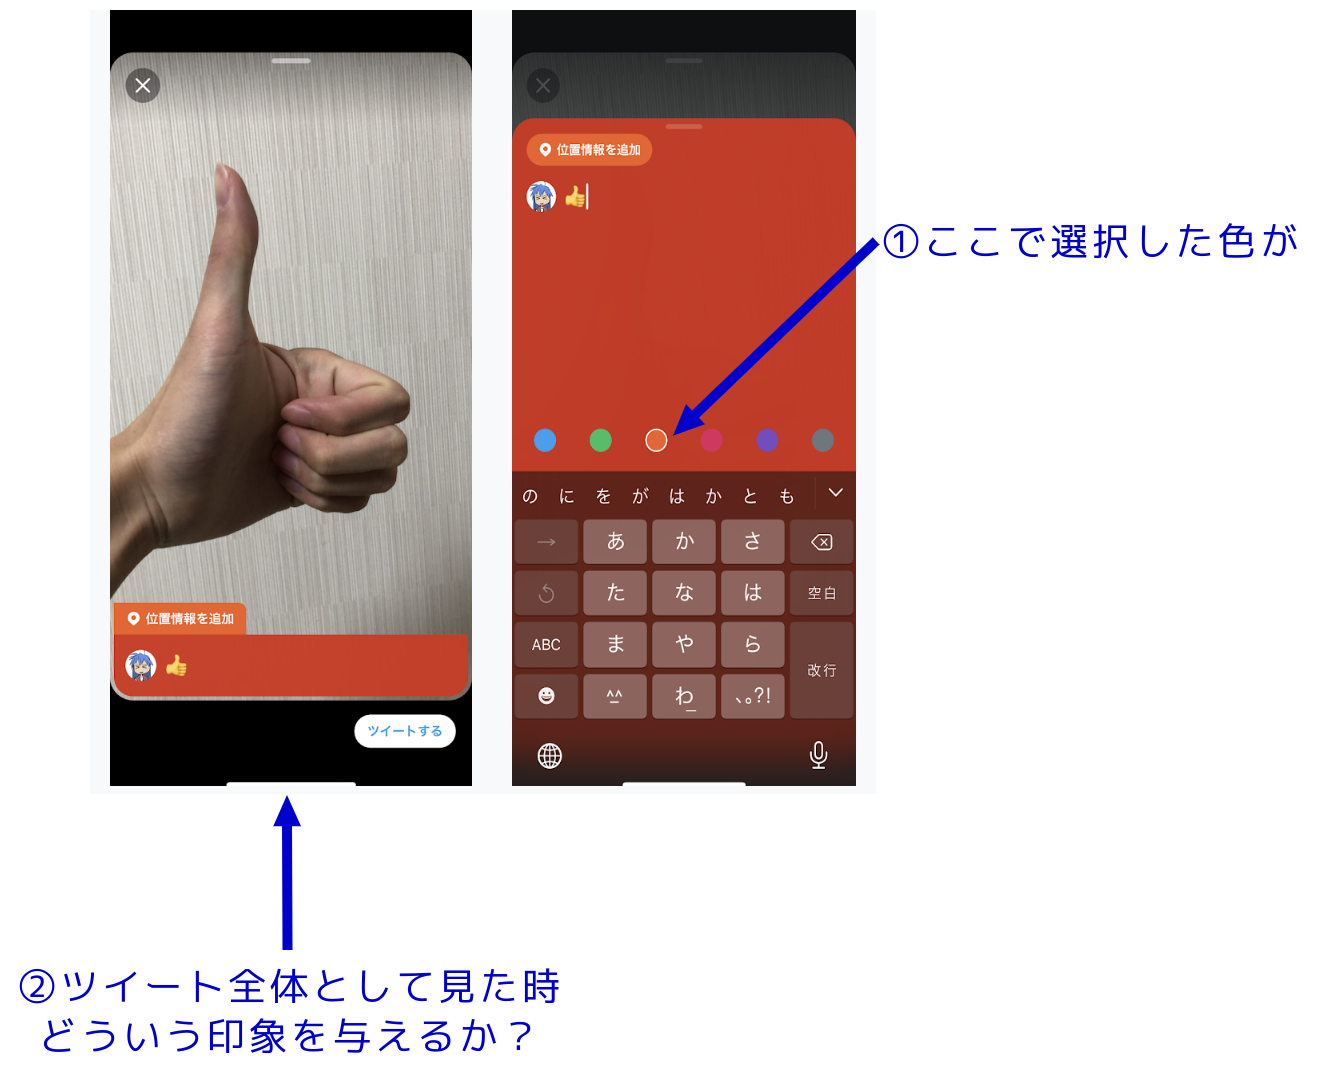 位置情報を追加
ツイートする
位置情報を追加
①ここで選択した色が
の に を が は か と も
→ あ か さ
た な は 空白
ABC ま や ら 改行
^^ わ_ 、。?!
②ツイート全体として見た時
どういう印象を与えるか？